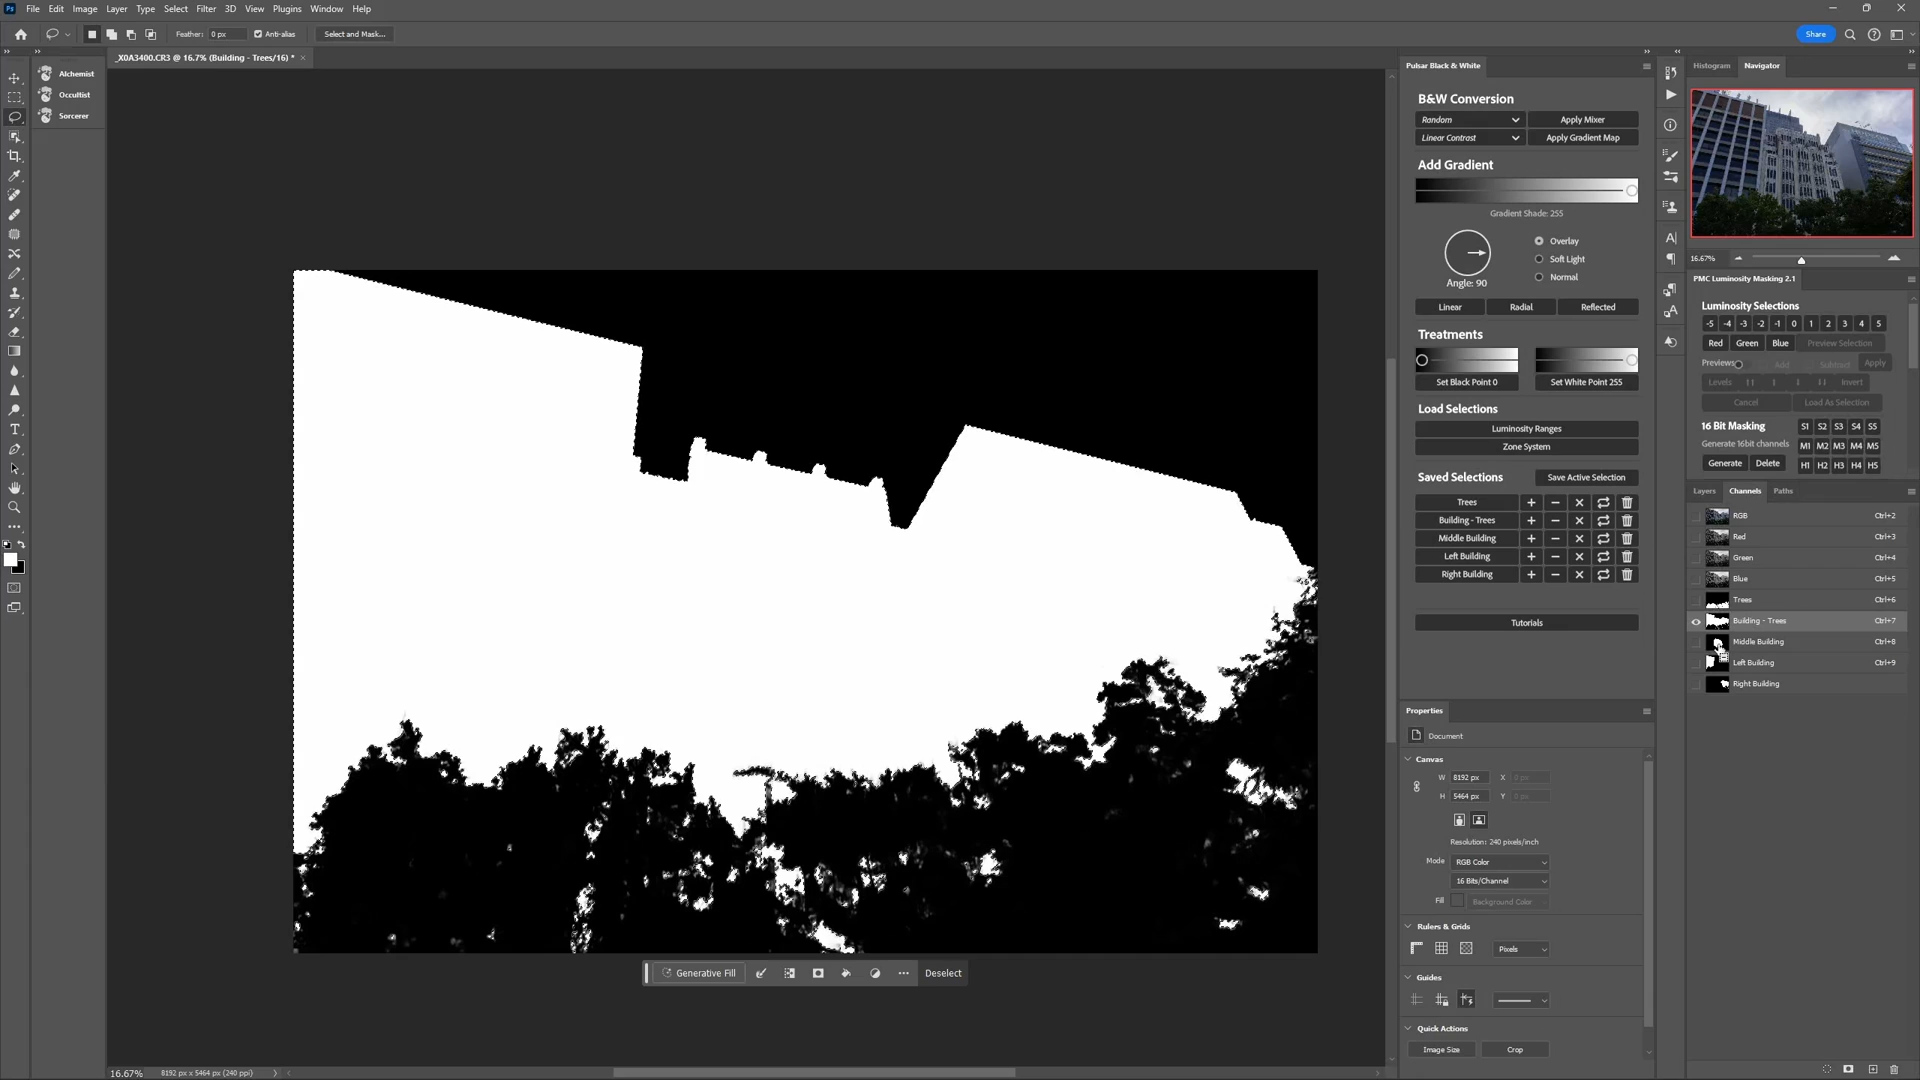 Ps File Edit Image Layer Type Select Filter 3D View Plugins Window Help
Feather: 0 px Anti-alias Select and Mask... Share
_X0A3400.CR3 @ 16.7% (Building - Trees/16) * ×
Alchemist
Occultist
Sorcerer
Pulsar Black & White
B&W Conversion
Random Apply Mixer
Linear Contrast Apply Gradient Map
Add Gradient
Gradient Shade: 255
Overlay
Soft Light
Normal
Angle: 90
Linear Radial Reflected
Treatments
Set Black Point 0 Set White Point 255
Load Selections
Luminosity Ranges
Zone System
Saved Selections Save Active Selection
Trees
Building - Trees
Middle Building
Left Building
Right Building
Tutorials
Properties
Document
Canvas
W 8192 px X 0 px
H 5464 px Y 0 px
Resolution: 240 pixels/inch
Mode RGB Color
16 Bits/Channel
Fill Background Color
Rulers & Grids
Pixels
Guides
Quick Actions
Image Size Crop
Histogram Navigator
16.67%
PMC Luminosity Masking 2.1
Luminosity Selections
-5 -4 -3 -2 -1 0 1 2 3 4 5
Red Green Blue Preview Selection
Previews Add Subtract Apply
Levels Invert
Cancel Load As Selection
16 Bit Masking S1 S2 S3 S4 S5
Generate 16bit channels M1 M2 M3 M4 M5
Generate Delete H1 H2 H3 H4 H5
Layers Channels Paths
RGB Ctrl+2
Red Ctrl+3
Green Ctrl+4
Blue Ctrl+5
Trees Ctrl+6
Building - Trees Ctrl+7
Middle Building Ctrl+8
Left Building Ctrl+9
Right Building
Generative Fill Deselect
16.67% 8192 px x 5464 px (240 ppi)